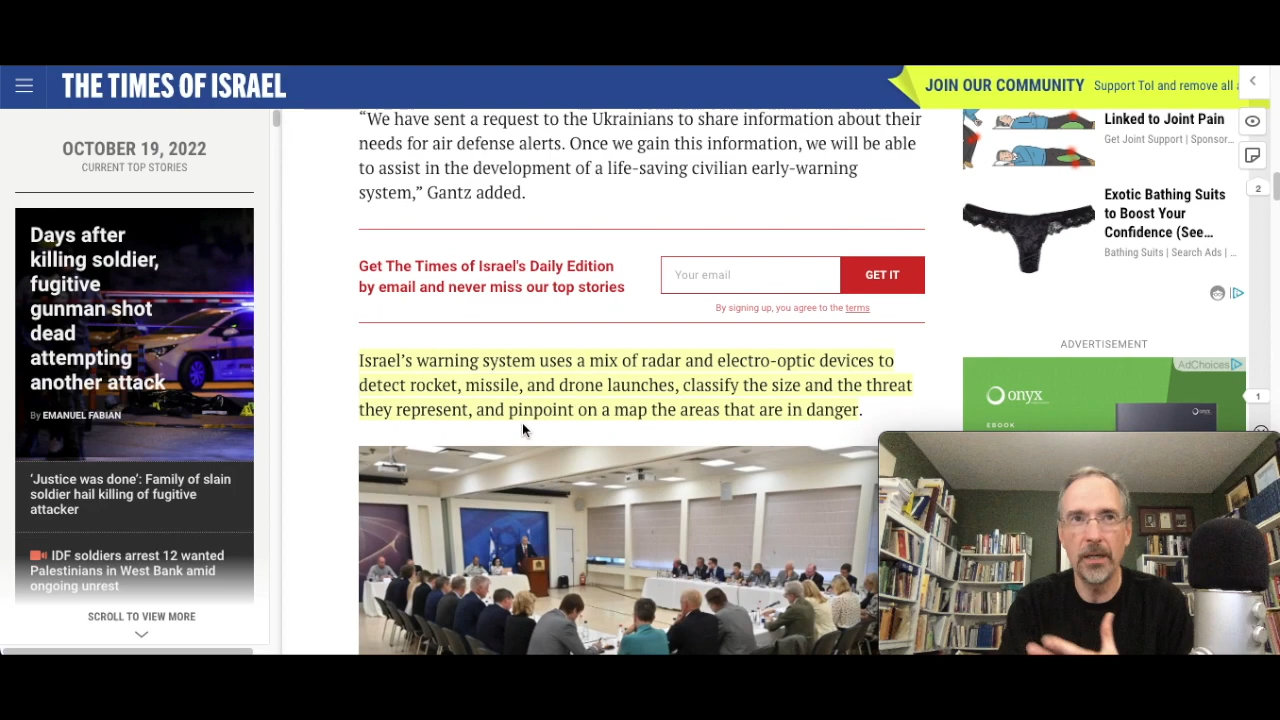 THE TIMES OF ISRAEL
JOIN OUR COMMUNITY
Support ToI and remove all
OCTOBER 19, 2022
CURRENT TOP STORIES
Days after
killing soldier,
fugitive
gunman shot
dead
attempting
another attack
By EMANUEL FABIAN
‘Justice was done’: Family of slain
soldier hail killing of fugitive
attacker
IDF soldiers arrest 12 wanted
Palestinians in West Bank amid
ongoing unrest
SCROLL TO VIEW MORE
“We have sent a request to the Ukrainians to share information about their
needs for air defense alerts. Once we gain this information, we will be able
to assist in the development of a life-saving civilian early-warning
system,” Gantz added.
Get The Times of Israel's Daily Edition
by email and never miss our top stories
Your email
GET IT
By signing up, you agree to the terms
Israel’s warning system uses a mix of radar and electro-optic devices to
detect rocket, missile, and drone launches, classify the size and the threat
they represent, and pinpoint on a map the areas that are in danger.
Linked to Joint Pain
Get Joint Support | Sponsor...
Exotic Bathing Suits
to Boost Your
Confidence (See...
Bathing Suits | Search Ads | ...
ADVERTISEMENT
AdChoices
onyx
EBOOK
2
1